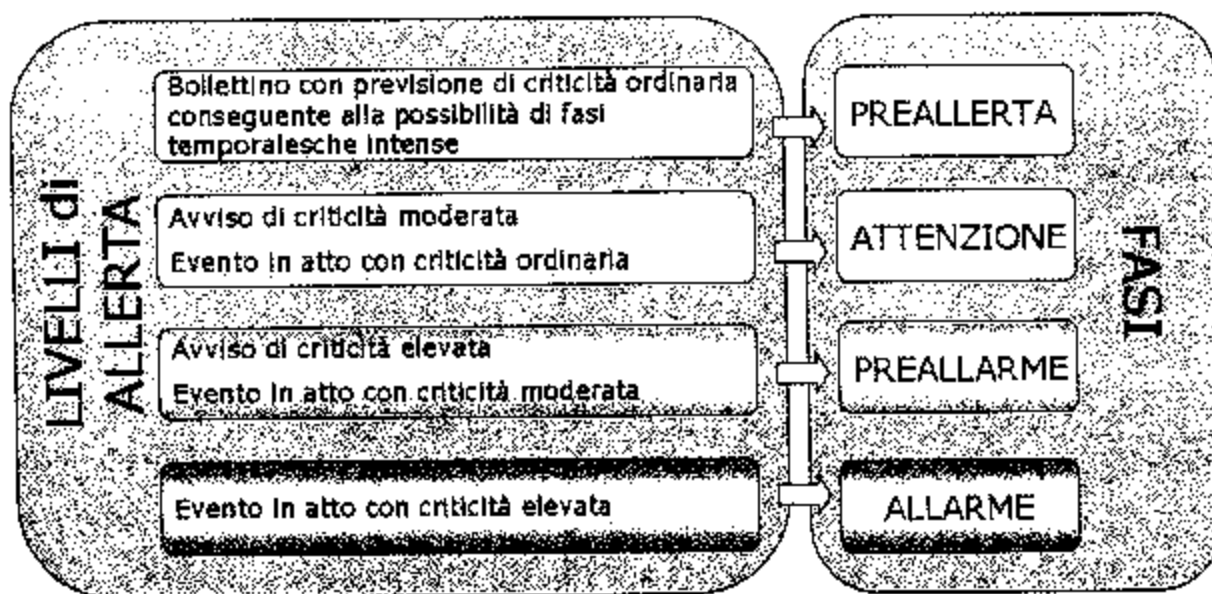 LIVELLI di
ALLERTA
Bollettino con previsione di criticità ordinaria
conseguente alla possibilità di fasi
temporalesche intense
PREALLERTA
Avviso di criticità moderata
Evento in atto con criticità ordinaria
ATTENZIONE
Avviso di criticità elevata
Evento in atto con criticità moderata
PREALLARME
Evento in atto con criticità elevata
ALLARME
FASI